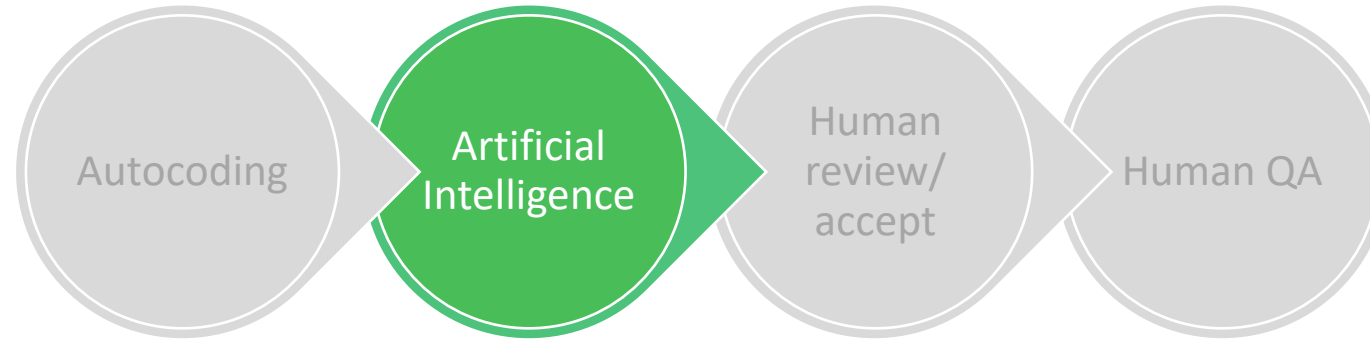 Autocoding
Artificial
Intelligence
Human
review/
accept
Human QA